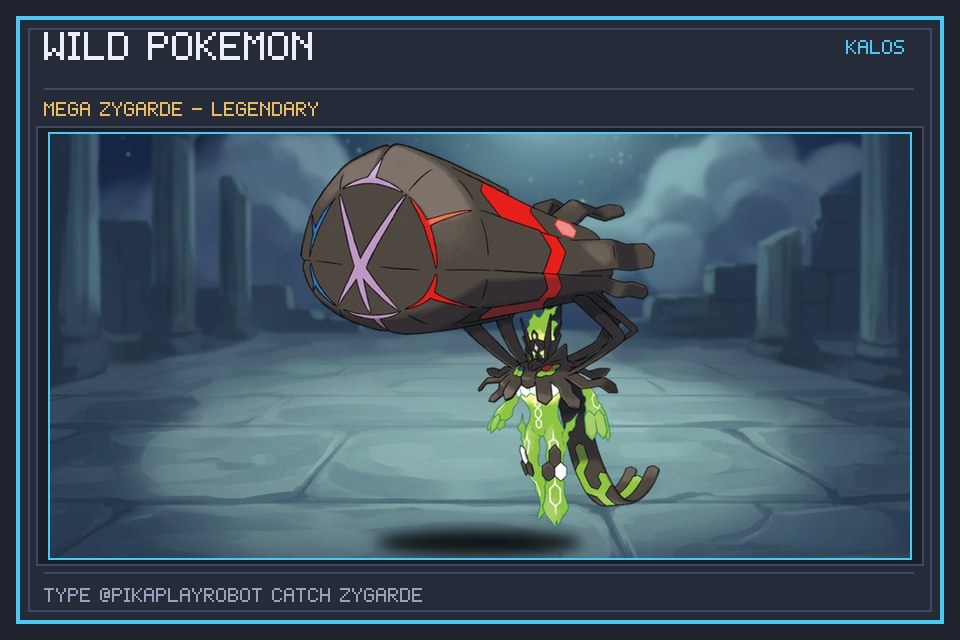 WILD POKEMON
KALOS
MEGA ZYGARDE - LEGENDARY
TYPE @PIKAPLAYROBOT CATCH ZYGARDE